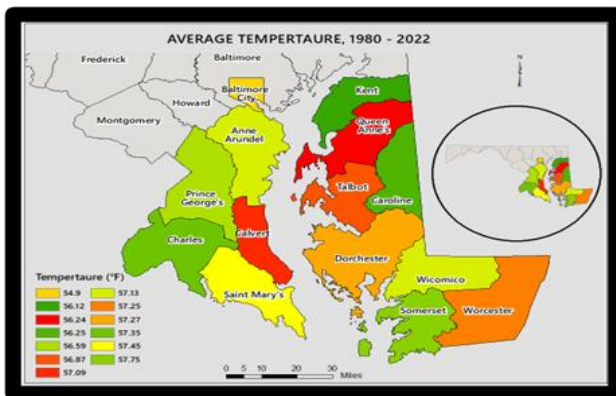 AVERAGE TEMPERTAURE, 1980 - 2022
Frederick
Baltimore
Baltimore
City
Howard
Montgomery
Kent
Queen Anne's
Anne
Arundel
Talbot
Caroline
Prince
George's
Calvert
Charles
Dorchester
Saint Mary's
Wicomico
Somerset
Worcester
Tempertaure (°F)
54.9
56.12
56.24
56.25
56.59
56.87
57.09
57.13
57.25
57.27
57.35
57.45
57.75
0 5 10 20 30
Miles